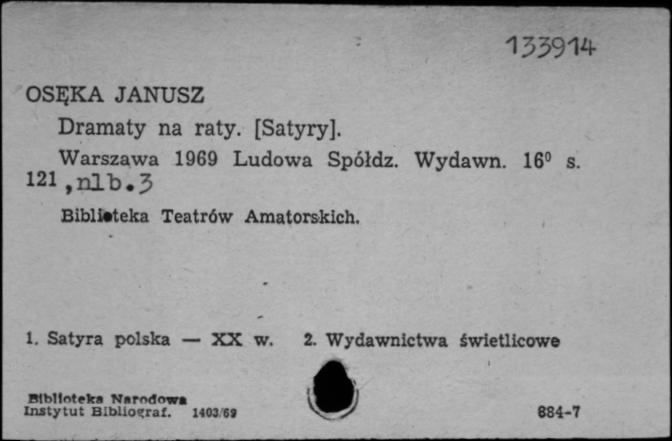 133914
OSĘKA JANUSZ
Dramaty na raty. [Satyry].
Warszawa 1969 Ludowa Spółdz. Wydawn. 16⁰ s.
121, nlb. 3
Biblioteka Teatrów Amatorskich.
1. Satyra polska — XX w. 2. Wydawnictwa świetlicowe
Biblioteka Narodowa
Instytut Bibliograf. 1403/69 884-7